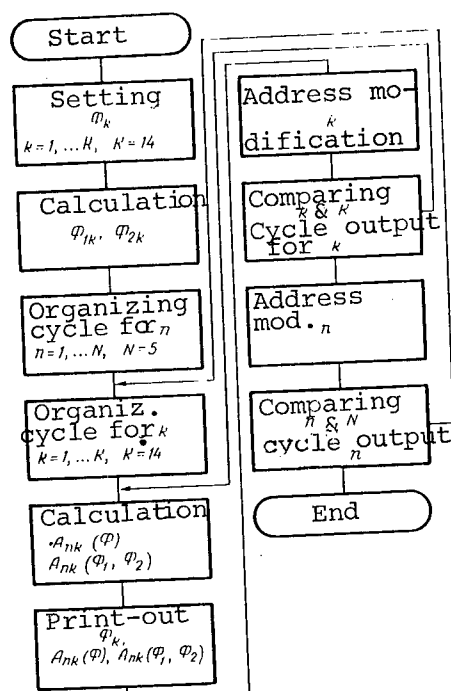 Start
Setting
φk
k=1, ...K, K=14
Calculation
φ1k, φ2k
Organizing
cycle for n
n=1, ...N, N=5
Organiz.
cycle for k
k=1, ...K, K=14
Calculation
Ank (φ)
Ank (φ1, φ2)
Print-out
φk,
Ank(φ), Ank(φ1, φ2)
Address mo-
k
dification
Comparing
k & K
Cycle output
for k
Address
mod. n
Comparing
n & N
cycle output
n
End